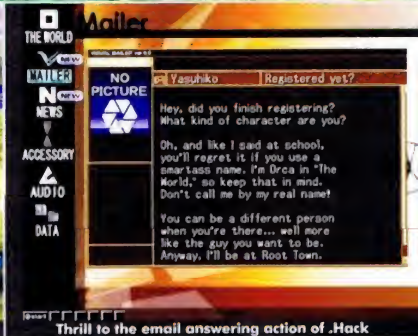 Mailer
THE WORLD
NEW
MAILER
NEW
NEWS
ACCESSORY
AUDIO
DATA
NO
PICTURE
Yasuhiko
Registered yet?
Hey, did you finish registering?
What kind of character are you?
Oh, and like I said at school,
you'll regret it if you use a
smartass name. I'm Orca in "The
World," so keep that in mind.
Don't call me by my real name!
You can be a different person
when you're there... well more
like the guy you want to be.
Anyway, I'll be at Root Town.
Thrill to the email answering action of .Hack